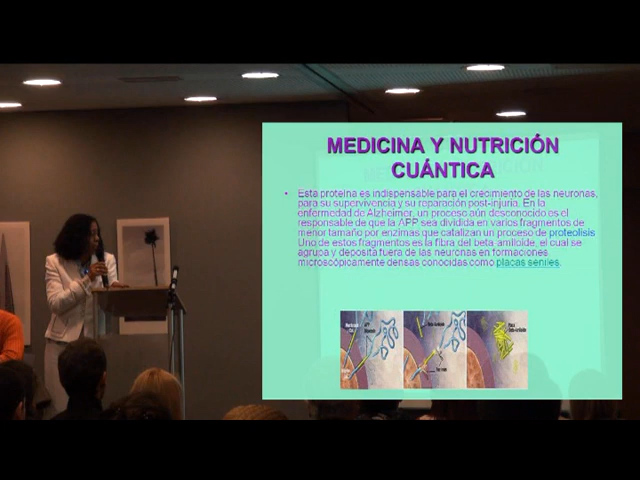 MEDICINA Y NUTRICIÓN
CUÁNTICA
• Esta proteína es indispensable para el crecimiento de las neuronas,
para su supervivencia y su reparación post-injuria. En la
enfermedad de Alzheimer, un proceso aún desconocido es el
responsable de que la APP sea dividida en varios fragmentos de
menor tamaño por enzimas que catalizan un proceso de proteolisis
Uno de estos fragmentos es la fibra del beta amiloide, el cual se
agrupa y deposita fuera de las neuronas en formaciones
microscópicamente densas conocidas como placas seniles.